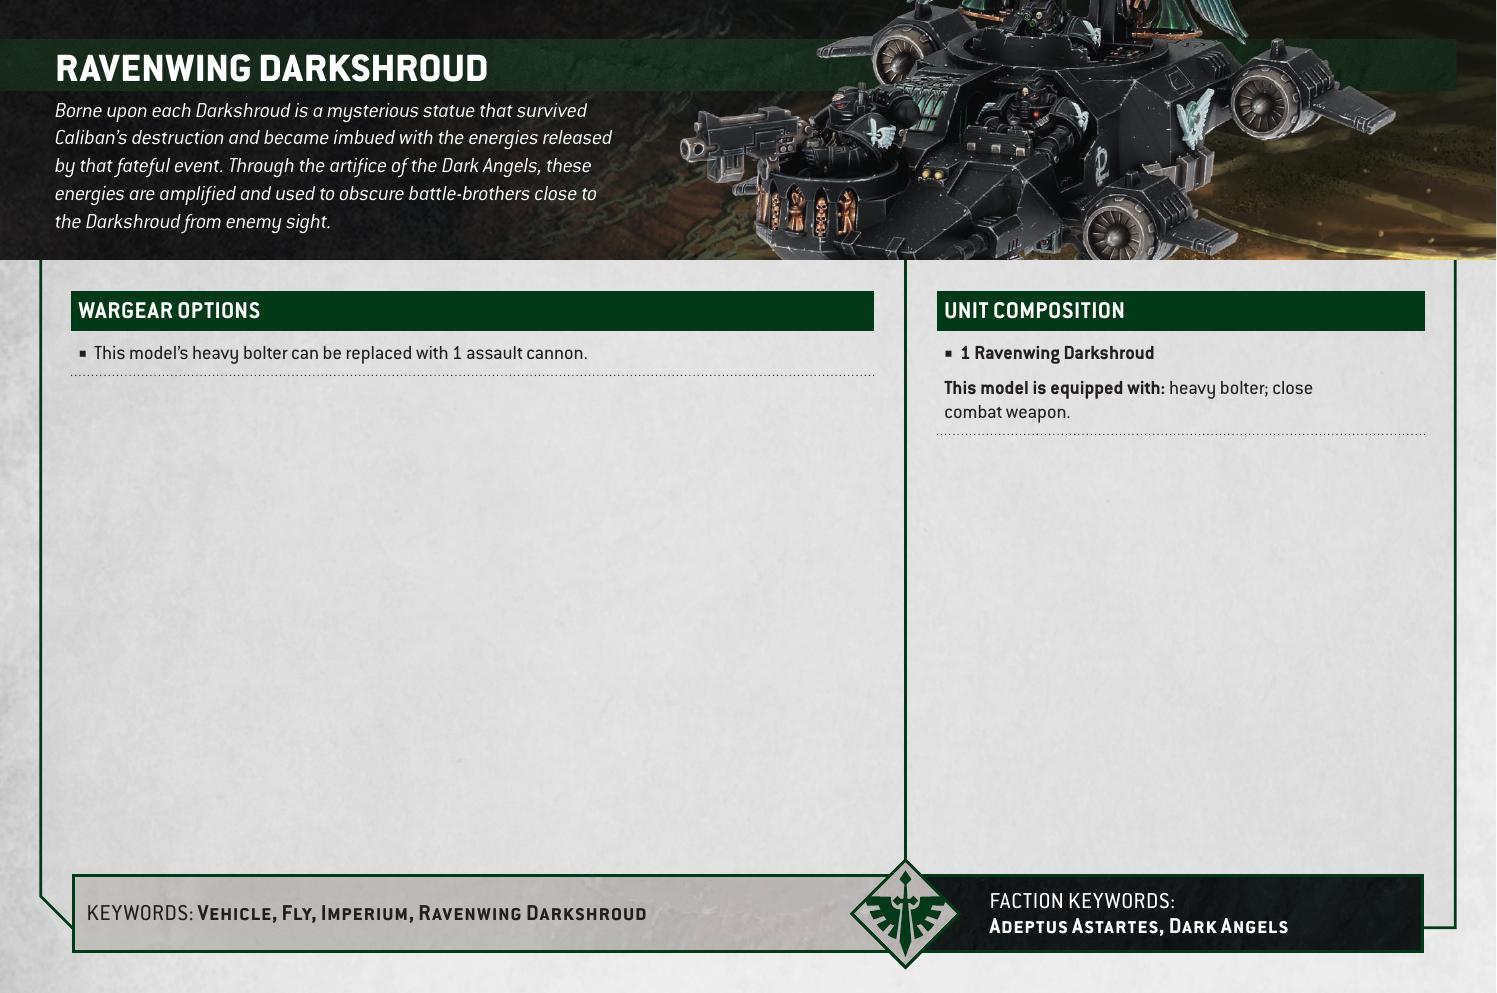 RAVENWING DARKSHROUD
Borne upon each Darkshroud is a mysterious statue that survived
Caliban's destruction and became imbued with the energies released
by that fateful event. Through the artifice of the Dark Angels, these
energies are amplified and used to obscure battle-brothers close to
the Darkshroud from enemy sight.
WARGEAR OPTIONS
▪ This model's heavy bolter can be replaced with 1 assault cannon.
UNIT COMPOSITION
▪ 1 Ravenwing Darkshroud
This model is equipped with: heavy bolter; close
combat weapon.
KEYWORDS: Vehicle, Fly, Imperium, Ravenwing Darkshroud
FACTION KEYWORDS:
Adeptus Astartes, Dark Angels